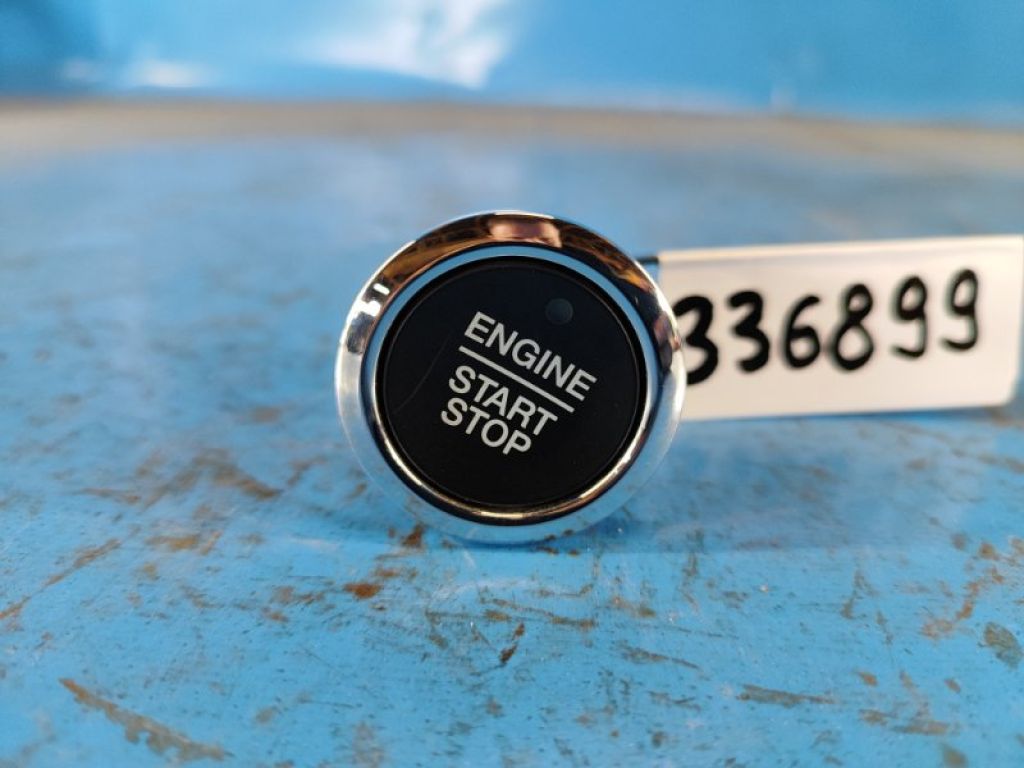 ENGINE
START
STOP
336899